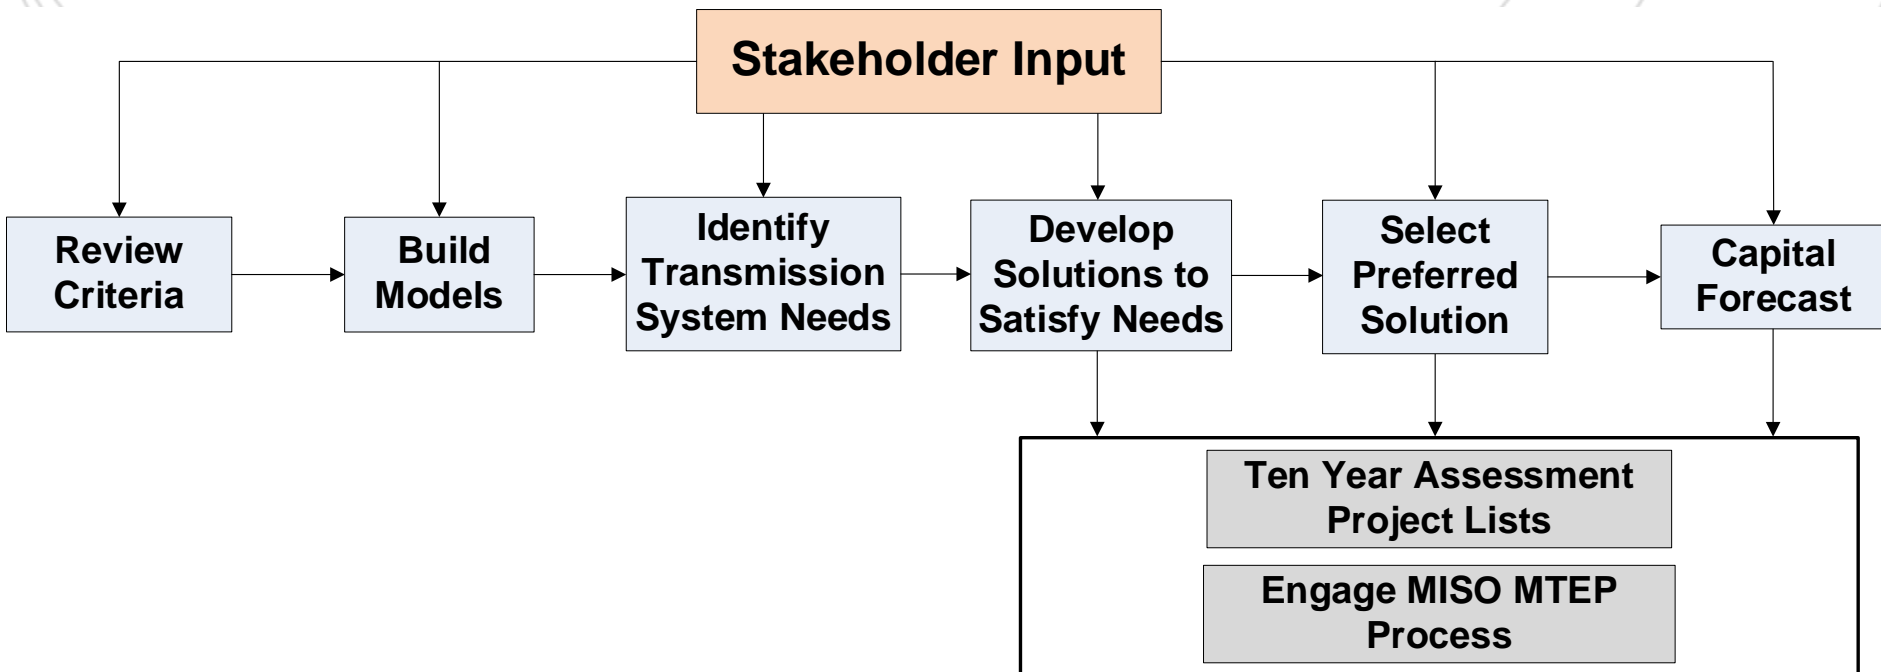 Stakeholder Input
Review
Criteria
Build
Models
Identify
Transmission
System Needs
Develop
Solutions to
Satisfy Needs
Select
Preferred
Solution
Capital
Forecast
Ten Year Assessment
Project Lists
Engage MISO MTEP
Process